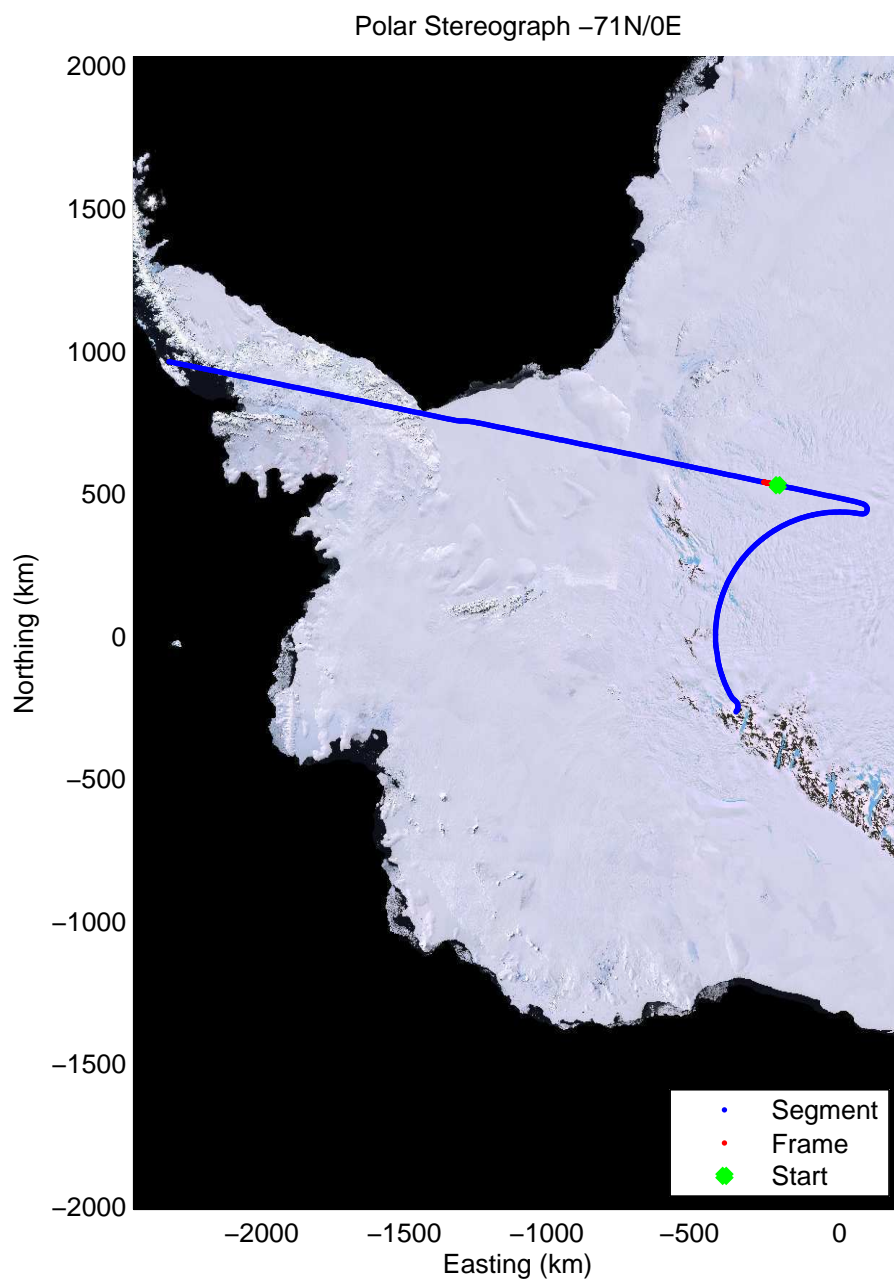 Polar Stereograph −71N/0E
2000
1500
1000
500
0
−500
−1000
−1500
−2000
Northing (km)
Segment
Frame
Start
−2000 −1500 −1000 −500 0
Easting (km)